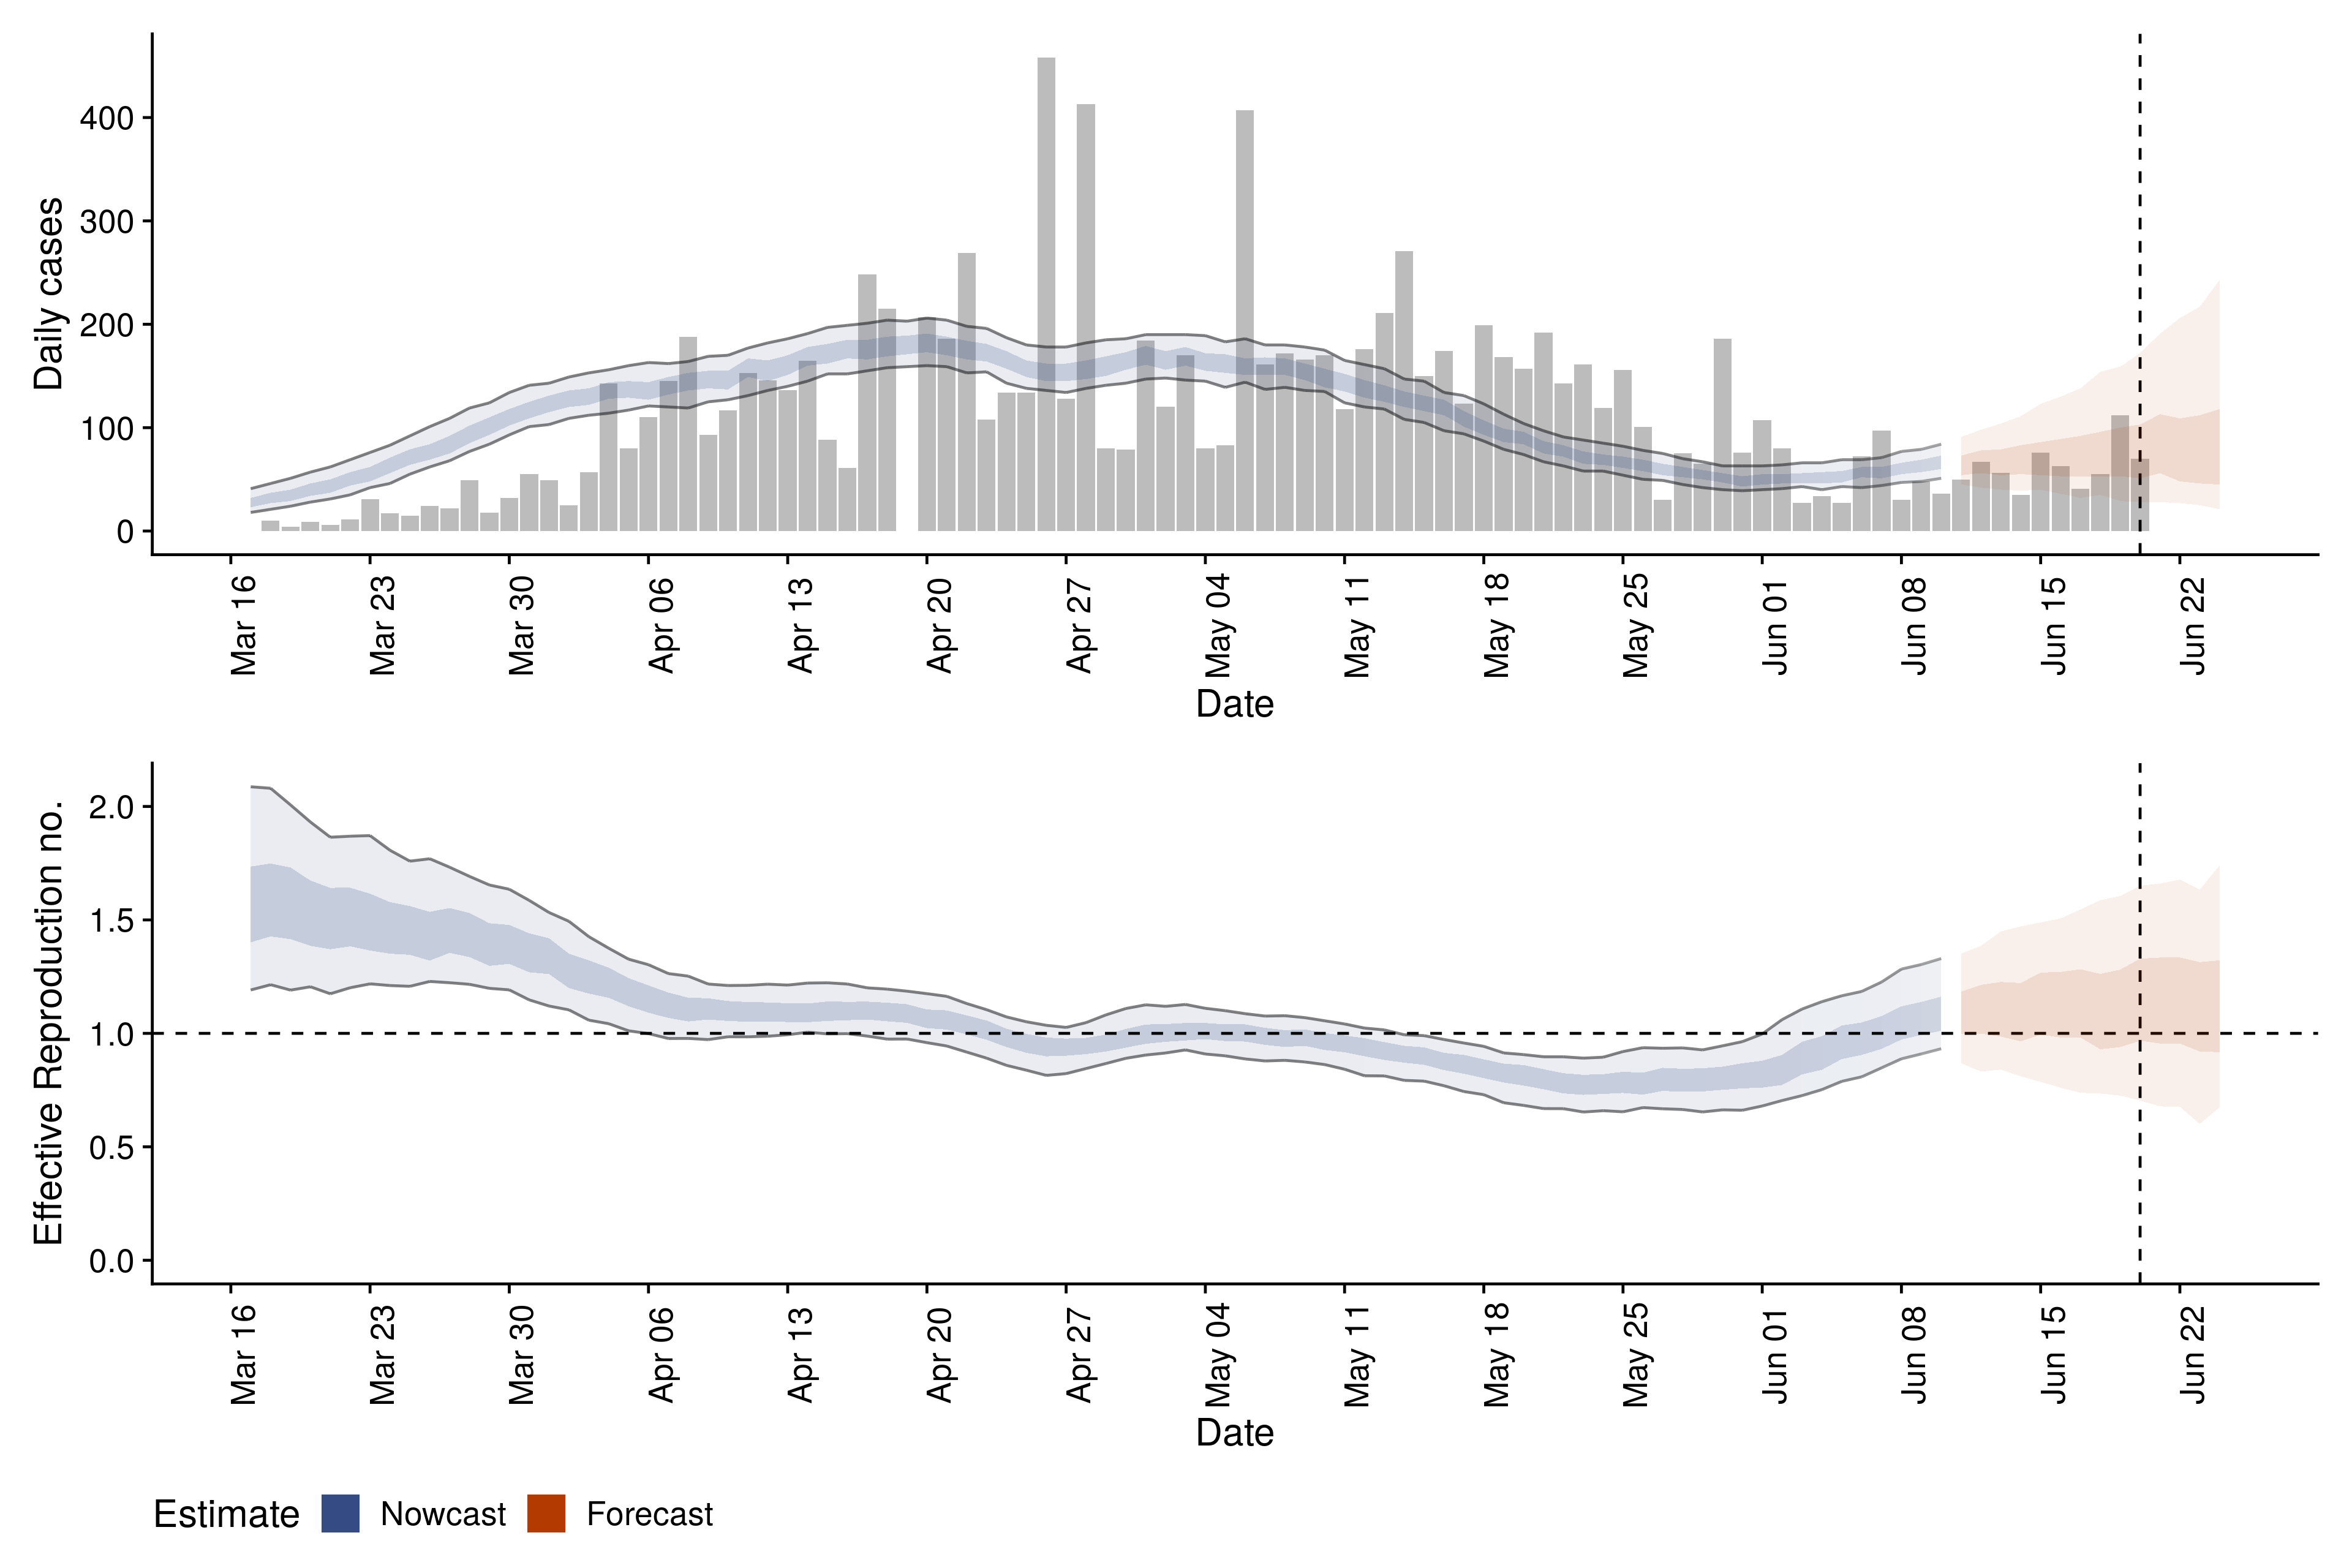 Daily cases
400
300
200
100
0
Mar 16
Mar 23
Mar 30
Apr 06
Apr 13
Apr 20
Apr 27
May 04
May 11
May 18
May 25
Jun 01
Jun 08
Jun 15
Jun 22
Date
Effective Reproduction no.
2.0
1.5
1.0
0.5
0.0
Mar 16
Mar 23
Mar 30
Apr 06
Apr 13
Apr 20
Apr 27
May 04
May 11
May 18
May 25
Jun 01
Jun 08
Jun 15
Jun 22
Date
Estimate Nowcast Forecast